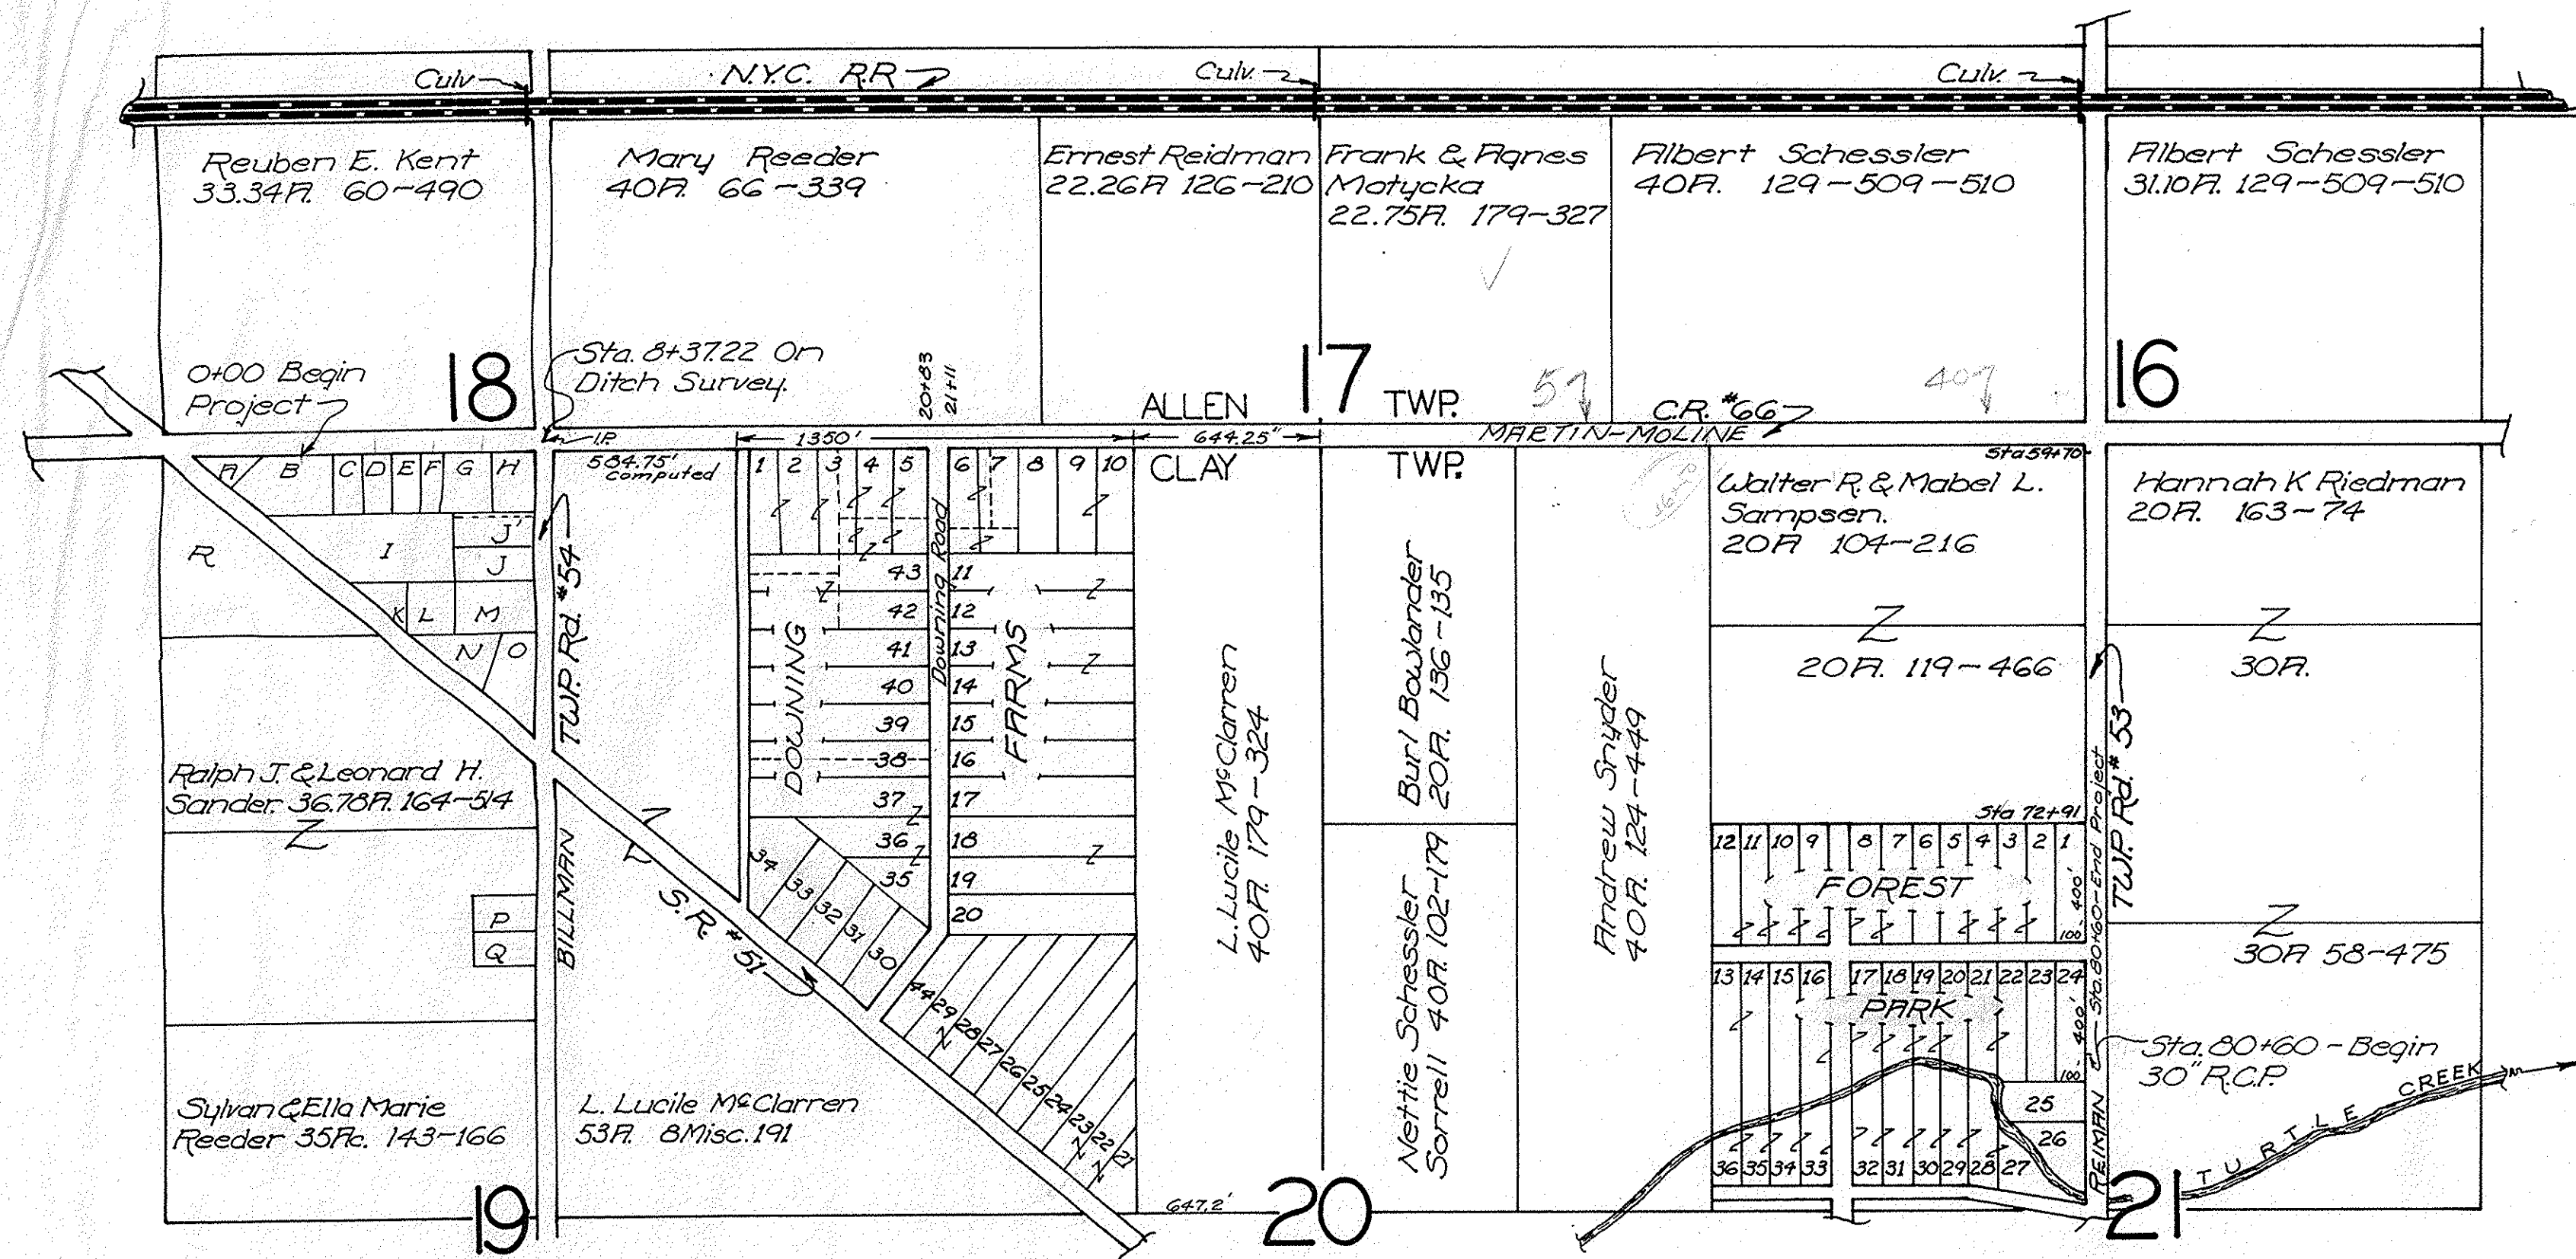 Culv.
N.Y.C. R.R.
Culv.
Culv.
Reuben E. Kent
33.34A. 60-490
Mary Reeder
40A. 66-339
Ernest Reidman
22.26A 126-210
Frank & Agnes
Motycka
22.75A. 179-327
Albert Schessler
40A. 129-509-510
Albert Schessler
31.10A. 129-509-510
0+00 Begin
Project
18
Sta. 8+37.22 On
Ditch Survey.
20+83
21+11
17
16
ALLEN TWP.
57
407
C.R. #66
I.P.
1350'
644.25"
MARTIN-MOLINE
584.75'
computed
CLAY TWP.
Sta 59+70
A B C D E F G H
1 2 3 4 5 6 7 8 9 10
R
I
J'
J
K L M
N O
TWP. Rd. #54
Downing Road
43 11
42 12
41 13
40 14
39 15
38 16
37 17
36 18
35 19
20
DOWNING
FARMS
34
33
32
31
30
44
29
28
27
26
25
24
23
22
21
L. Lucile McClarren
40A 179-324
Burl Bowlander
20A. 136-135
Nettie Schessler
Sorrell 40A. 102-179
Andrew Snyder
40A. 124-449
Walter R. & Mabel L.
Sampsen.
20A 104-216
20A. 119-466
Hannah K Riedman
20A. 163-74
30A.
30A 58-475
TWP. Rd. #53
Ralph J. & Leonard H.
Sander. 36.78A. 164-514
P
Q
BILLMAN
S.R. #51
Sylvan & Ella Marie
Reeder 35Ac. 143-166
L. Lucile McClarren
53A. 8 Misc. 191
Sta 72+91
12 11 10 9 8 7 6 5 4 3 2 1
FOREST
400'
100
13 14 15 16 17 18 19 20 21 22 23 24
PARK
400'
100
25
26
36 35 34 33 32 31 30 29 28 27
REIMAN
Sta. 80+60-End Project
Sta. 80+60 - Begin
30" R.C.P.
TURTLE CREEK
19
647.2'
20
21